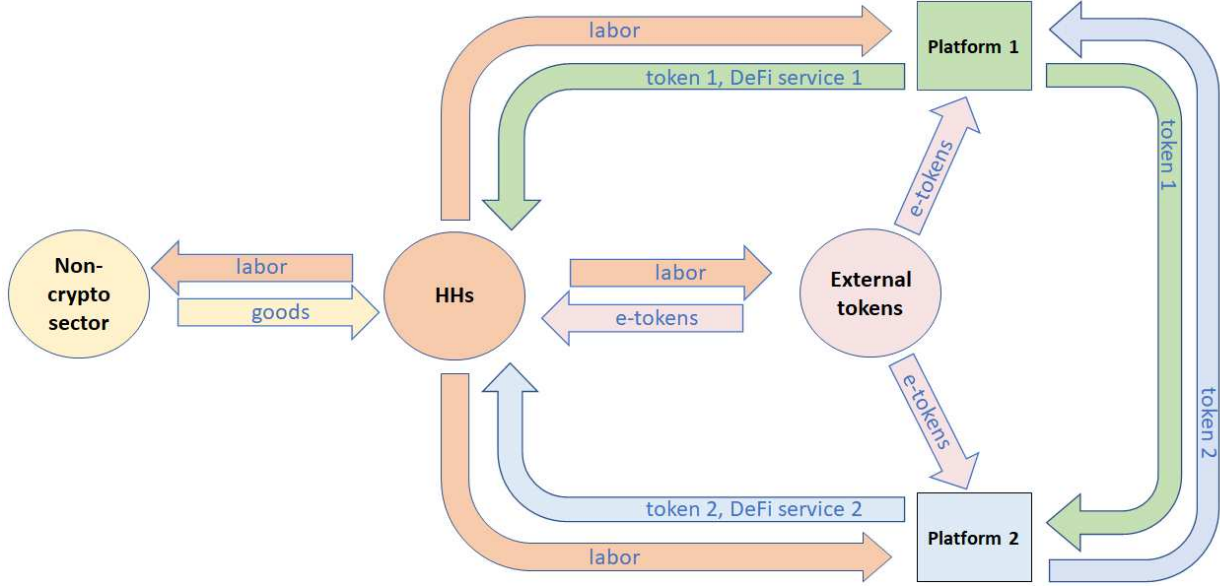 labor
Platform 1
token 1, DeFi service 1
token 1
e-tokens
Non-
crypto
sector
labor
goods
HHs
labor
e-tokens
External
tokens
e-tokens
token 2
token 2, DeFi service 2
Platform 2
labor